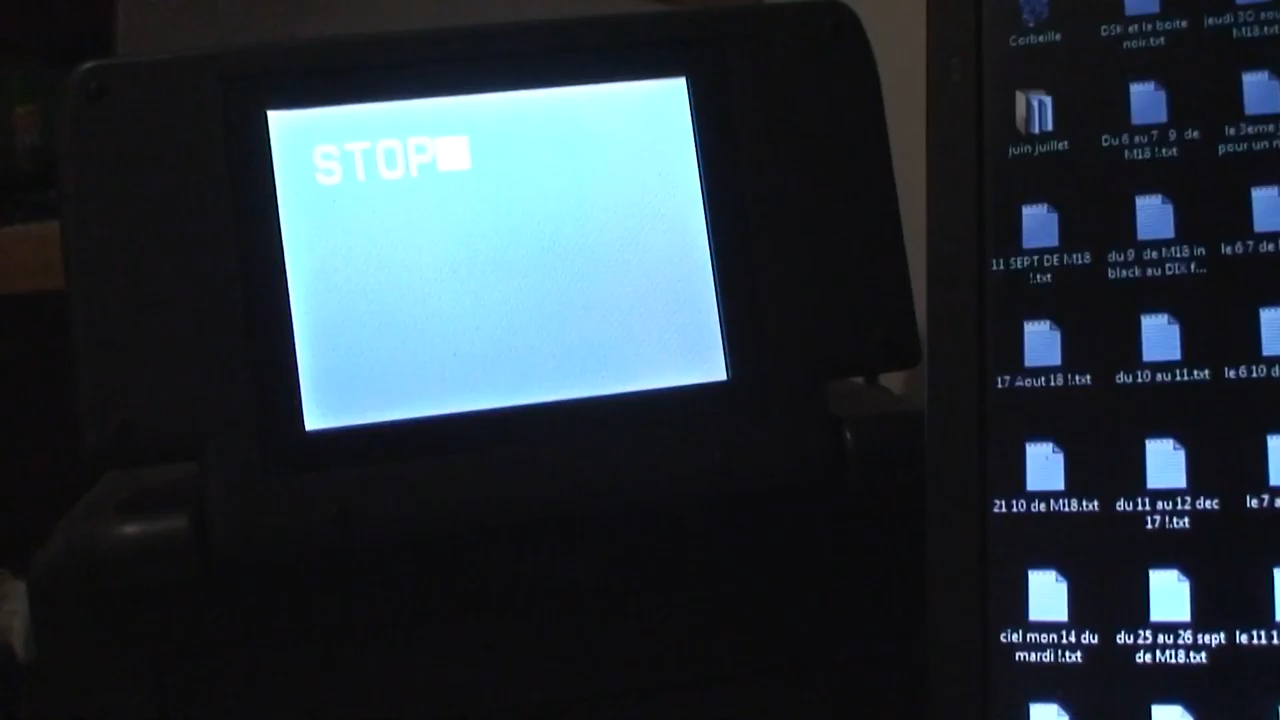 STOP
Corbeille
DSK et le boite
noir.txt
M18.txt
juin juillet
Du 6 au 7 9 de
M18 !.txt
le 3eme
pour un
11 SEPT DE M18
!.txt
du 9 de M18 in
black au DIX f...
le 6 7 de
17 Aout 18 !.txt
du 10 au 11.txt
le 6 10 d
21 10 de M18.txt
du 11 au 12 dec
17 !.txt
le 7 a
ciel mon 14 du
mardi !.txt
du 25 au 26 sept
de M18.txt
le 11 1